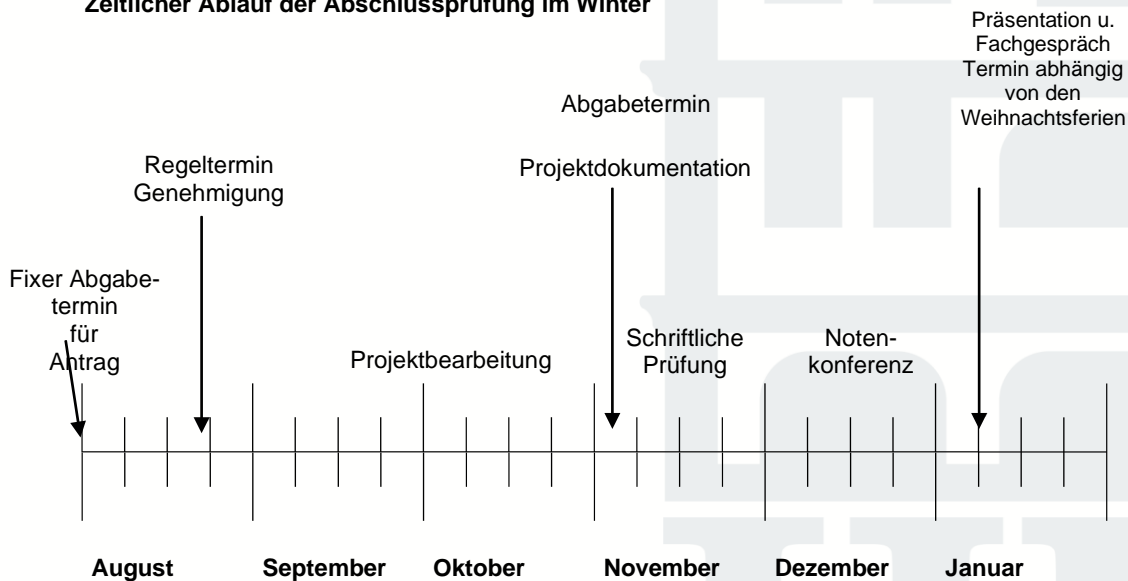 Zeitlicher Ablauf der Abschlussprüfung im Winter
Präsentation u.
Fachgespräch
Termin abhängig
von den
Weihnachtsferien
Abgabetermin
Projektdokumentation
Regeltermin
Genehmigung
Fixer Abgabe-
termin
für
Antrag
Projektbearbeitung
Schriftliche
Prüfung
Noten-
konferenz
August
September
Oktober
November
Dezember
Januar